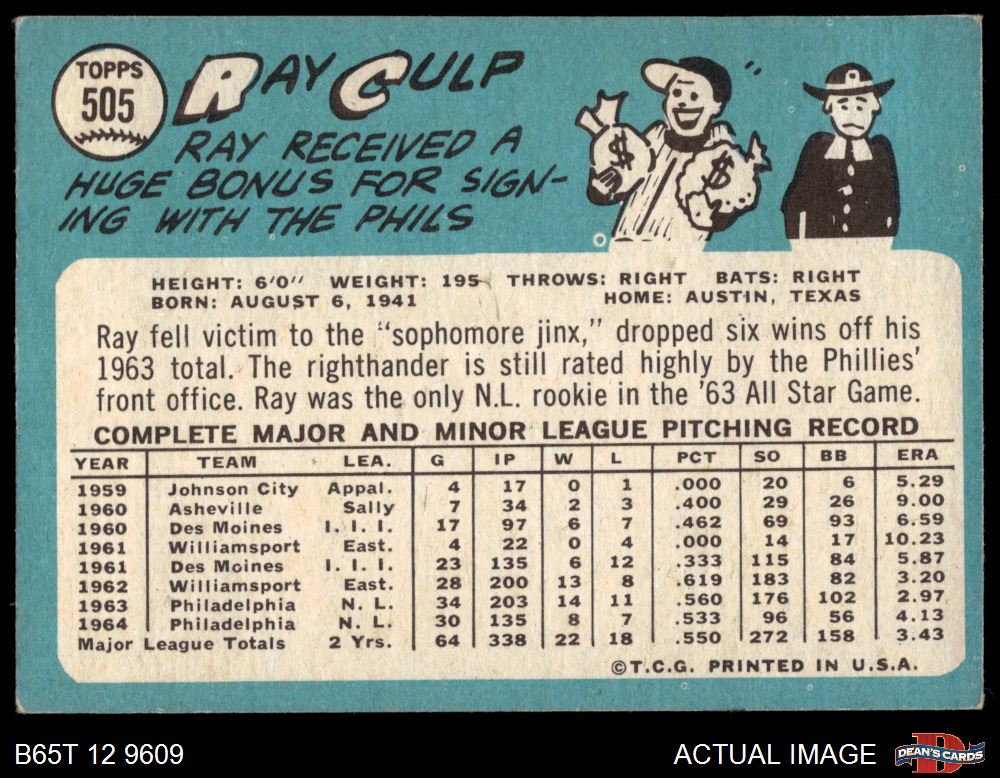 TOPPS
505
RAY CULP
RAY RECEIVED A
HUGE BONUS FOR SIGN-
ING WITH THE PHILS
$ $
HEIGHT: 6'0" WEIGHT: 195 THROWS: RIGHT BATS: RIGHT
BORN: AUGUST 6, 1941 HOME: AUSTIN, TEXAS
Ray fell victim to the "sophomore jinx," dropped six wins off his
1963 total. The righthander is still rated highly by the Phillies'
front office. Ray was the only N.L. rookie in the '63 All Star Game.
COMPLETE MAJOR AND MINOR LEAGUE PITCHING RECORD
YEAR TEAM LEA. G IP W L PCT SO BB ERA
1959 Johnson City Appal. 4 17 0 1 .000 20 6 5.29
1960 Asheville Sally 7 34 2 3 .400 29 26 9.00
1960 Des Moines I. I. I. 17 97 6 7 .462 69 93 6.59
1961 Williamsport East. 4 22 0 4 .000 14 17 10.23
1961 Des Moines I. I. I. 23 135 6 12 .333 115 84 5.87
1962 Williamsport East. 28 200 13 8 .619 183 82 3.20
1963 Philadelphia N. L. 34 203 14 11 .560 176 102 2.97
1964 Philadelphia N. L. 30 135 8 7 .533 96 56 4.13
Major League Totals 2 Yrs. 64 338 22 18 .550 272 158 3.43
©T.C.G. PRINTED IN U.S.A.
B65T 12 9609 ACTUAL IMAGE D DEAN'S CARDS